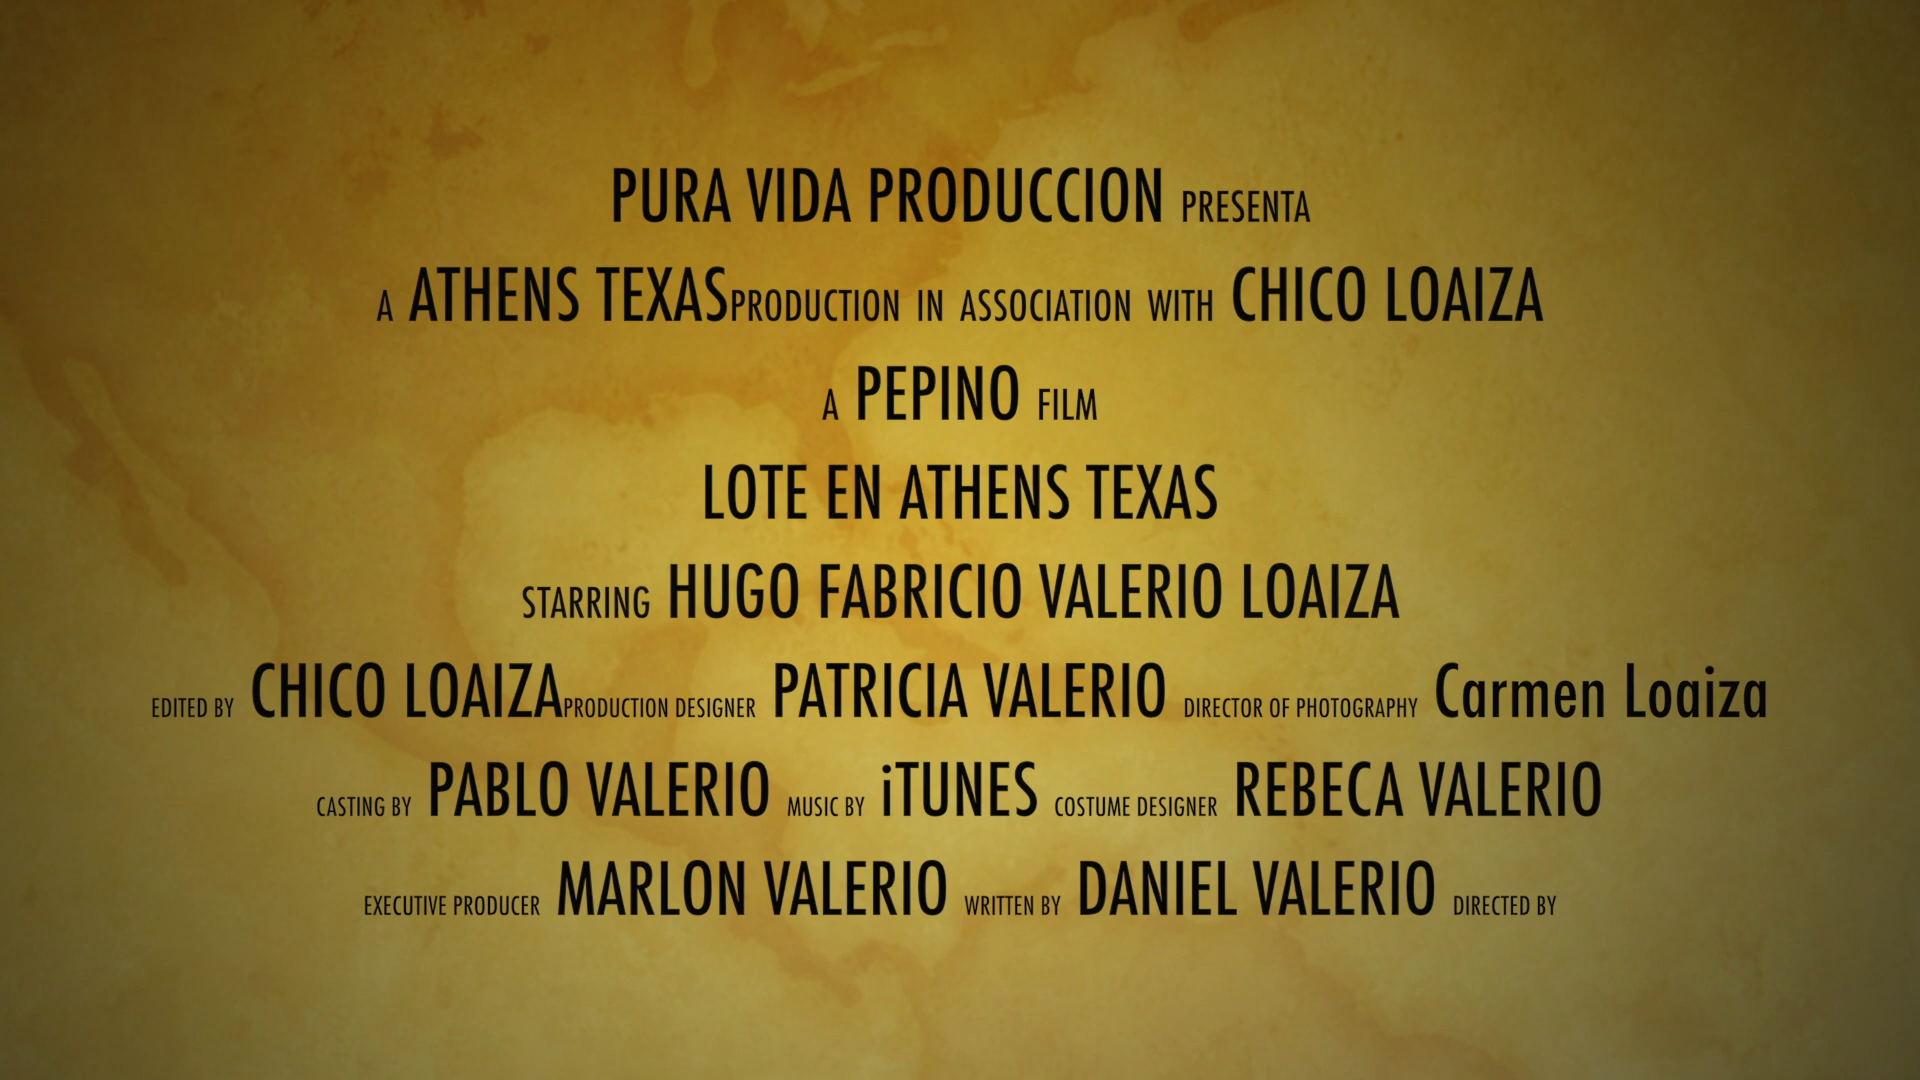 PURA VIDA PRODUCCION PRESENTA
A ATHENS TEXASPRODUCTION IN ASSOCIATION WITH CHICO LOAIZA
A PEPINO FILM
LOTE EN ATHENS TEXAS
STARRING HUGO FABRICIO VALERIO LOAIZA
EDITED BY CHICO LOAIZAPRODUCTION DESIGNER PATRICIA VALERIO DIRECTOR OF PHOTOGRAPHY Carmen Loaiza
CASTING BY PABLO VALERIO MUSIC BY iTUNES COSTUME DESIGNER REBECA VALERIO
EXECUTIVE PRODUCER MARLON VALERIO WRITTEN BY DANIEL VALERIO DIRECTED BY